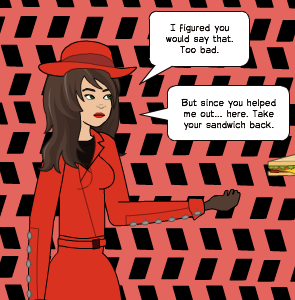 I figured you
would say that.
Too bad.
But since you helped
me out... here. Take
your sandwich back.